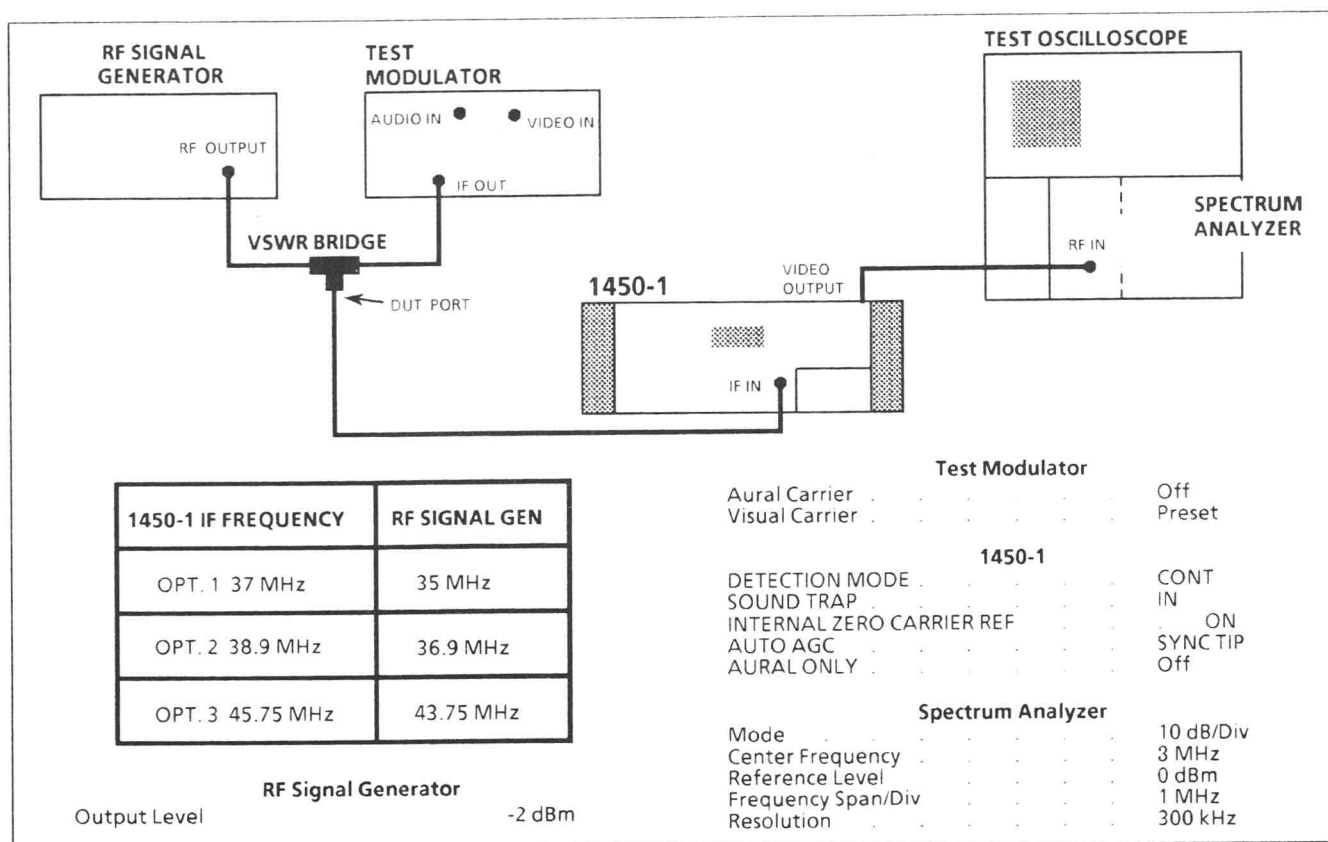 RF SIGNAL
GENERATOR
RF OUTPUT
TEST
MODULATOR
AUDIO IN
VIDEO IN
IF OUT
VSWR BRIDGE
DUT PORT
1450-1
VIDEO
OUTPUT
IF IN
TEST OSCILLOSCOPE
SPECTRUM
ANALYZER
RF IN
1450-1 IF FREQUENCY RF SIGNAL GEN
OPT. 1 37 MHz 35 MHz
OPT. 2 38.9 MHz 36.9 MHz
OPT. 3 45.75 MHz 43.75 MHz
RF Signal Generator
Output Level -2 dBm
Test Modulator
Aural Carrier . . . . . . Off
Visual Carrier . . . . . . Preset
1450-1
DETECTION MODE . . . . . CONT
SOUND TRAP . . . . . . IN
INTERNAL ZERO CARRIER REF . . . ON
AUTO AGC . . . . . . SYNC TIP
AURAL ONLY . . . . . . Off
Spectrum Analyzer
Mode . . . . . . . 10 dB/Div
Center Frequency . . . . . 3 MHz
Reference Level . . . . . 0 dBm
Frequency Span/Div . . . . 1 MHz
Resolution . . . . . . 300 kHz